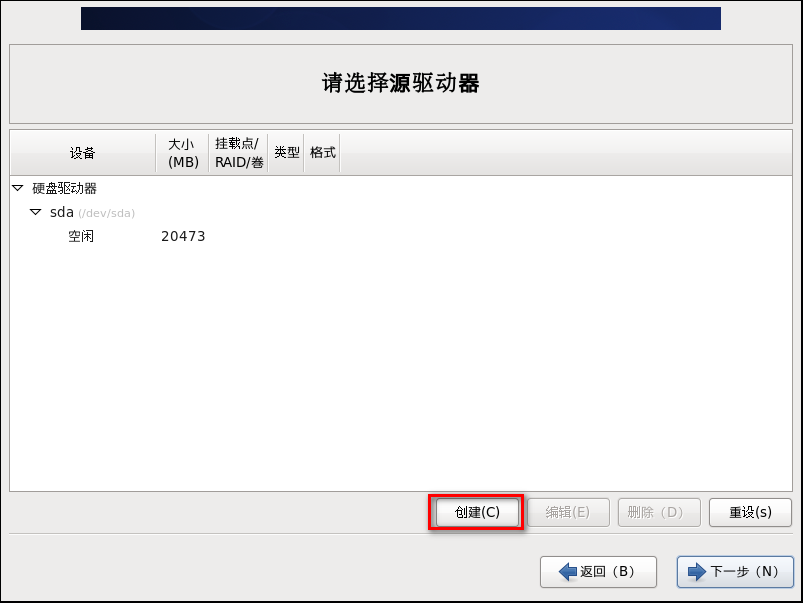 请选择源驱动器
设备
大小
(MB)
挂载点/
RAID/卷
类型
格式
硬盘驱动器
sda (/dev/sda)
空闲 20473
创建(C) 编辑(E) 删除（D） 重设(s)
返回（B） 下一步（N）